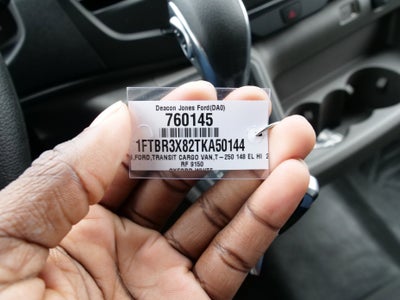 Deacon Jones Ford(DA0)
760145
1FTBR3X82TKA50144
,FORD,TRANSIT CARGO VAN,T-250 148 EL HI
RF 9150
OXFORD WHITE